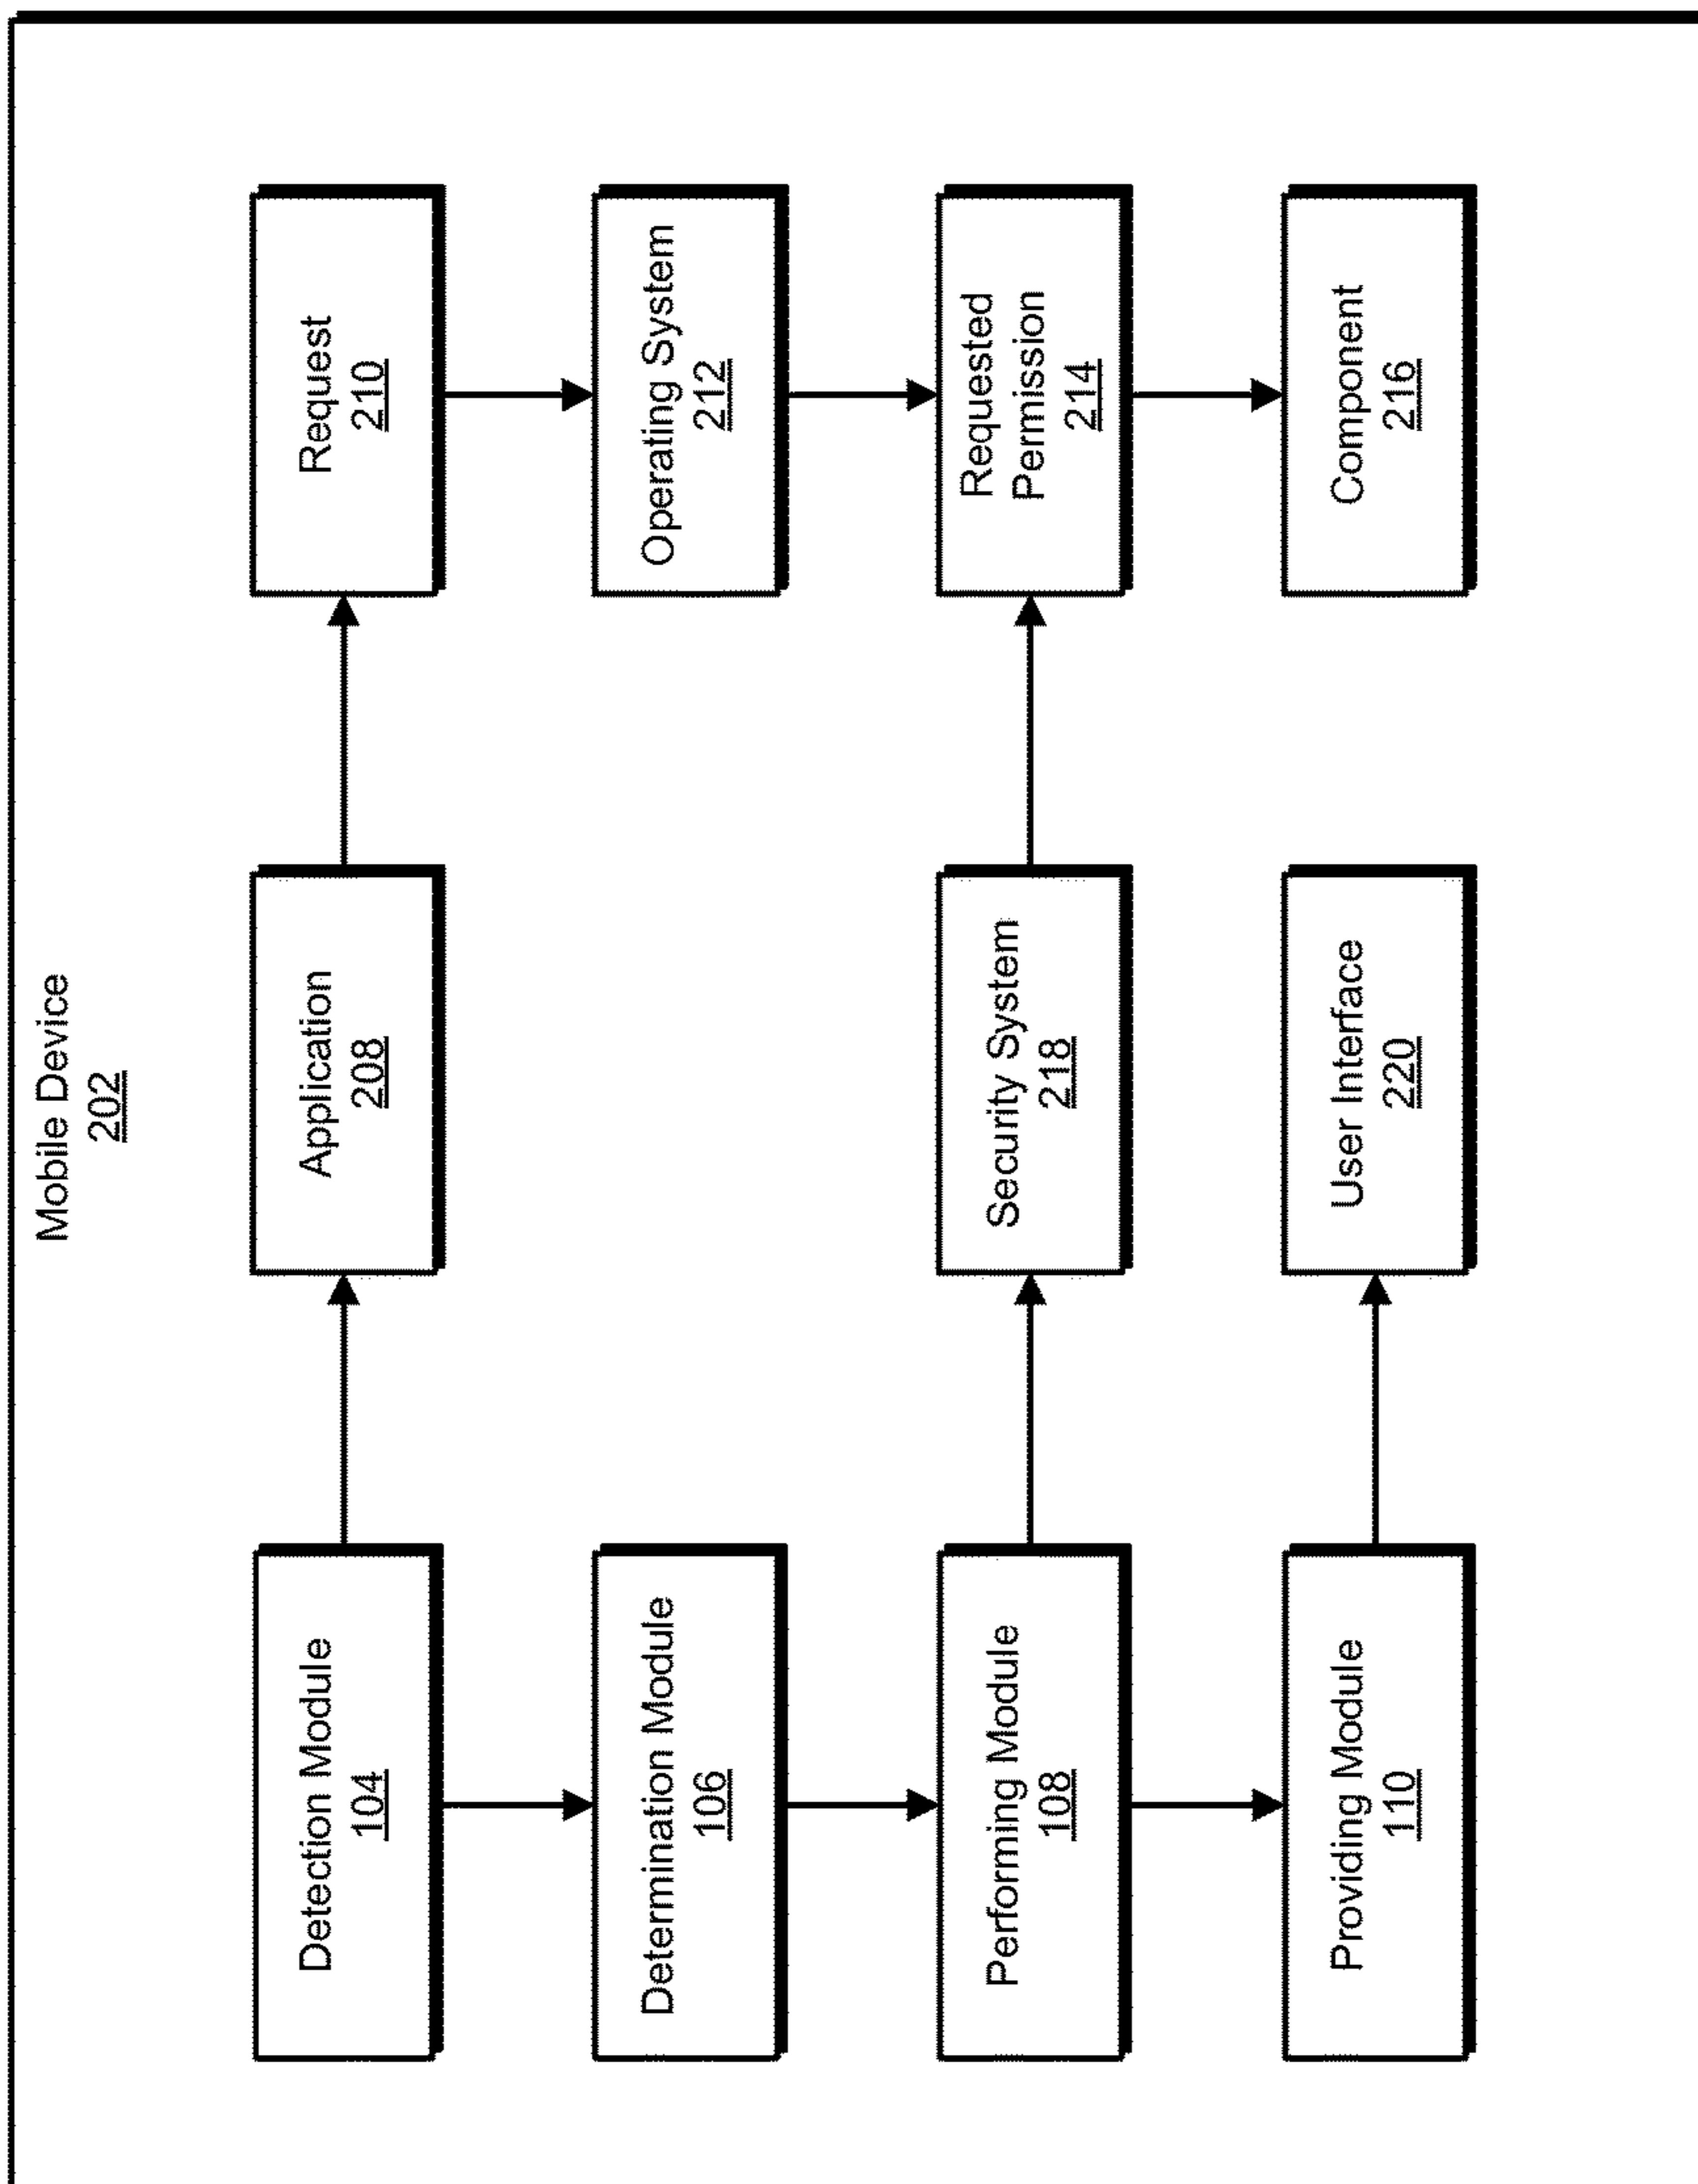 Mobile Device
202
Detection Module
104
Application
208
Request
210
Determination Module
106
Operating System
212
Performing Module
108
Security System
218
Requested
Permission
214
Providing Module
110
User Interface
220
Component
216